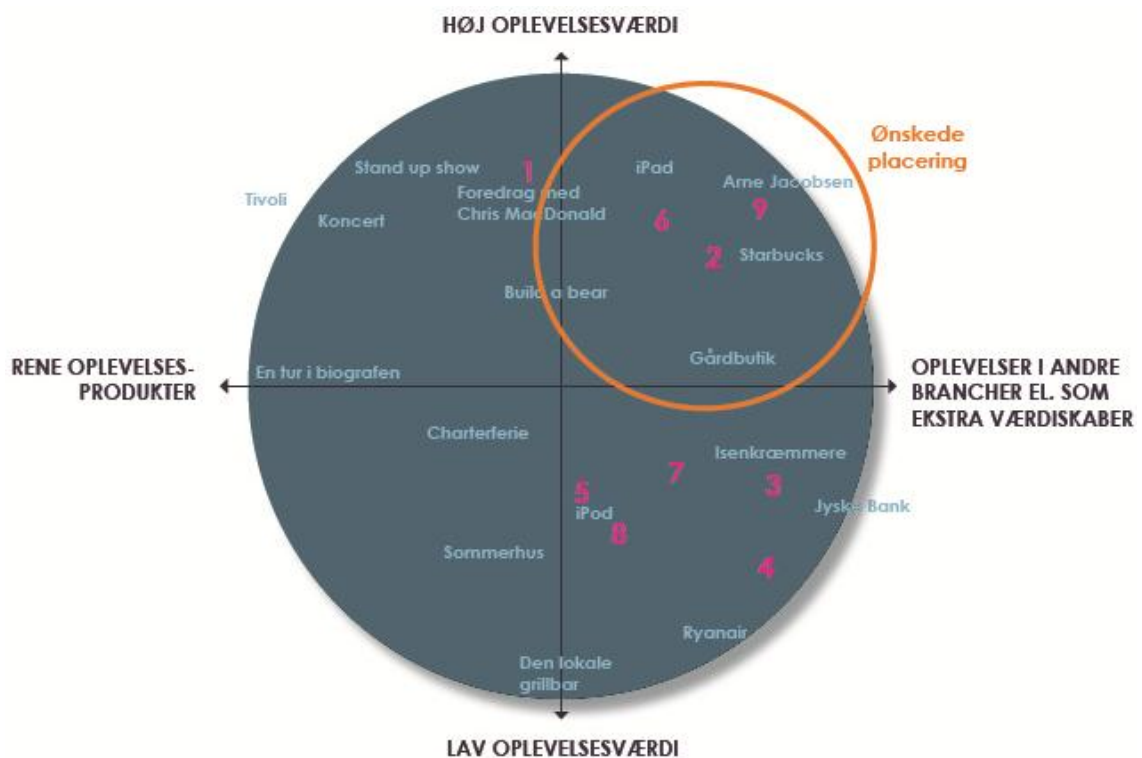 HØJ OPLEVELSESVÆRDI
Ønskede
placering
Stand up show
1
iPad
Arne Jacobsen
Tivoli
Foredrag med
Chris MacDonald
Koncert
6
9
2
Starbucks
Build a bear
Gårdbutik
RENE OPLEVELSES-
PRODUKTER
En tur i biografen
OPLEVELSER I ANDRE
BRANCHER EL. SOM
EKSTRA VÆRDISKABER
Charterferie
Isenkræmmere
7
3
5
iPod
Jyske Bank
8
Sommerhus
4
Ryanair
Den lokale
grillbar
LAV OPLEVELSESVÆRDI